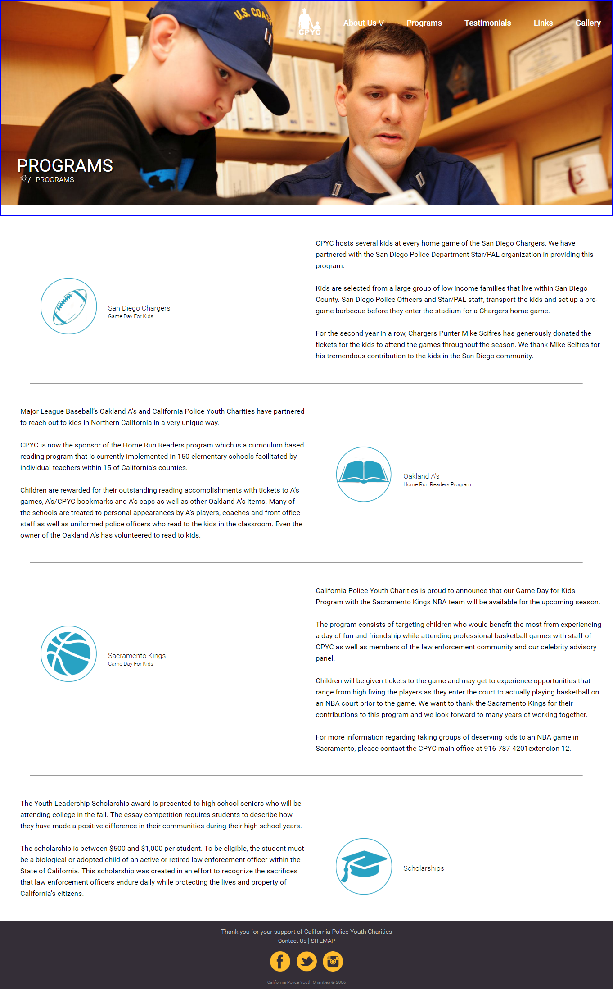 U.S. COAST
CPYC
About Us V
Programs
Testimonials
Links
Gallery
PROGRAMS
/ PROGRAMS
CPYC hosts several kids at every home game of the San Diego Chargers. We have
partnered with the San Diego Police Department Star/PAL organization in providing this
program.
Kids are selected from a large group of low income families that live within San Diego
County. San Diego Police Officers and Star/PAL staff, transport the kids and set up a pre-
game barbecue before they enter the stadium for a Chargers home game.
For the second year in a row, Chargers Punter Mike Scifres has generously donated the
tickets for the kids to attend the games throughout the season. We thank Mike Scifres for
his tremendous contribution to the kids in the San Diego community.
San Diego Chargers
Game Day For Kids
Major League Baseball’s Oakland A’s and California Police Youth Charities have partnered
to reach out to kids in Northern California in a very unique way.
CPYC is now the sponsor of the Home Run Readers program which is a curriculum based
reading program that is currently implemented in 150 elementary schools facilitated by
individual teachers within 15 of California’s counties.
Children are rewarded for their outstanding reading accomplishments with tickets to A’s
games, A’s/CPYC bookmarks and A’s caps as well as other Oakland A’s items. Many of
the schools are treated to personal appearances by A’s players, coaches and front office
staff as well as uniformed police officers who read to the kids in the classroom. Even the
owner of the Oakland A’s has volunteered to read to kids.
Oakland A's
Home Run Readers Program
California Police Youth Charities is proud to announce that our Game Day for Kids
Program with the Sacramento Kings NBA team will be available for the upcoming season.
The program consists of targeting children who would benefit the most from experiencing
a day of fun and friendship while attending professional basketball games with staff of
CPYC as well as members of the law enforcement community and our celebrity advisory
panel.
Children will be given tickets to the game and may get to experience opportunities that
range from high fiving the players as they enter the court to actually playing basketball on
an NBA court prior to the game. We want to thank the Sacramento Kings for their
contributions to this program and we look forward to many years of working together.
For more information regarding taking groups of deserving kids to an NBA game in
Sacramento, please contact the CPYC main office at 916-787-4201extension 12.
Sacramento Kings
Game Day For Kids
The Youth Leadership Scholarship award is presented to high school seniors who will be
attending college in the fall. The essay competition requires students to describe how
they have made a positive difference in their communities during their high school years.
The scholarship is between $500 and $1,000 per student. To be eligible, the student must
be a biological or adopted child of an active or retired law enforcement officer within the
State of California. This scholarship was created in an effort to recognize the sacrifices
that law enforcement officers endure daily while protecting the lives and property of
California’s citizens.
Scholarships
Thank you for your support of California Police Youth Charities
Contact Us | SITEMAP
California Police Youth Charities © 2006